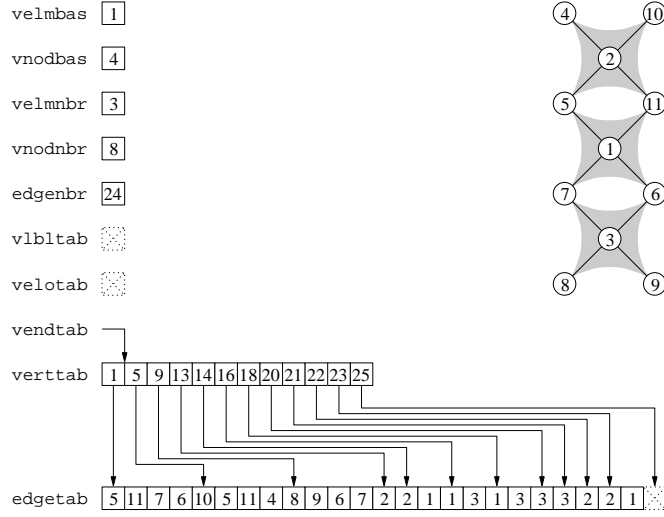 velmbas 1
vnodbas 4
velmnbr 3
vnodnbr 8
edgenbr 24
vlbltab
velotab
vendtab
verttab 1 5 9 13 14 16 18 20 21 22 23 25
edgetab 5 11 7 6 10 5 11 4 8 9 6 7 2 2 1 1 3 1 3 3 3 2 2 1
4 10
2
5 11
1
7 6
3
8 9